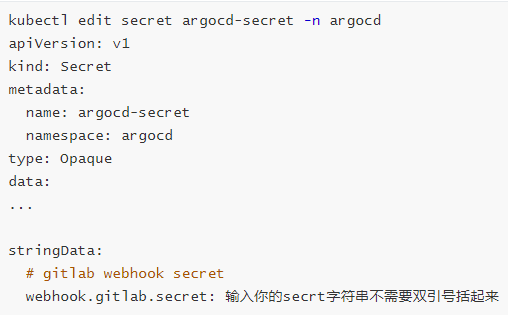 kubectl edit secret argocd-secret -n argocd
apiVersion: v1
kind: Secret
metadata:
  name: argocd-secret
  namespace: argocd
type: Opaque
data:
...

stringData:
  # gitlab webhook secret
  webhook.gitlab.secret: 输入你的secrt字符串不需要双引号括起来